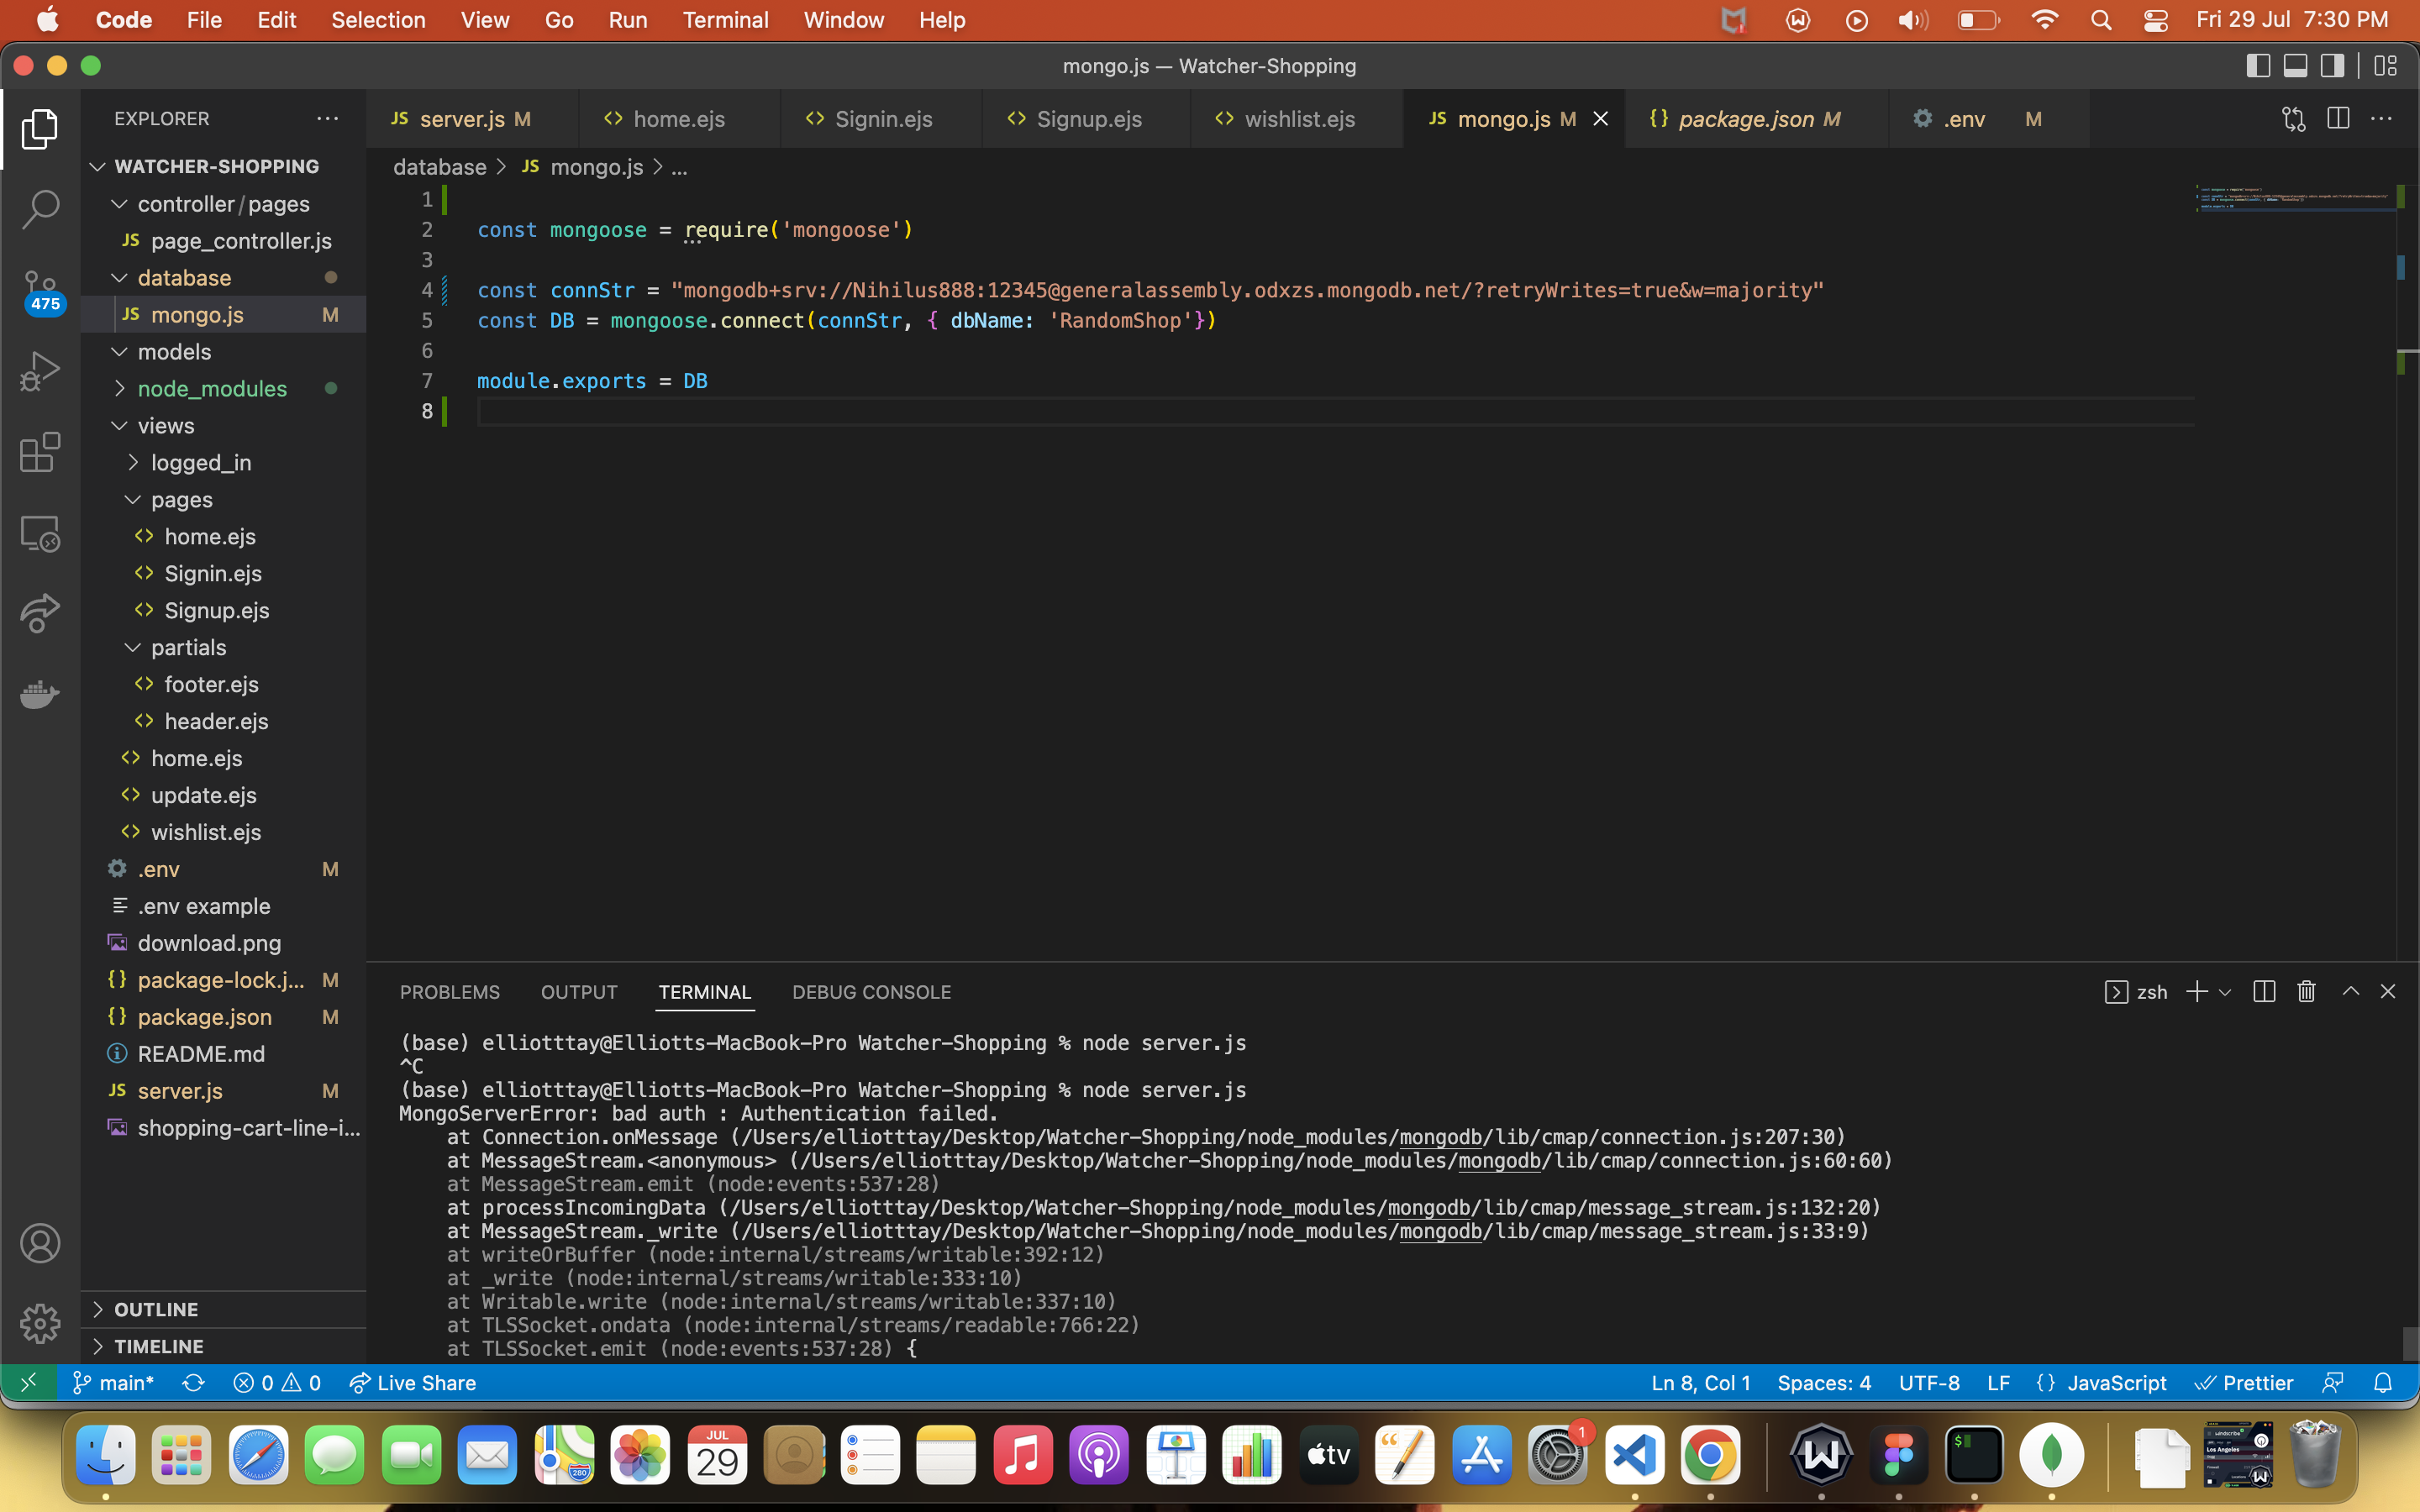 Code File Edit Selection View Go Run Terminal Window Help Fri 29 Jul 7:30 PM
mongo.js — Watcher-Shopping
EXPLORER
WATCHER-SHOPPING
controller/pages
JS page_controller.js
database
JS mongo.js M
models
node_modules
views
logged_in
pages
home.ejs
Signin.ejs
Signup.ejs
partials
footer.ejs
header.ejs
home.ejs
update.ejs
wishlist.ejs
.env M
.env example
download.png
package-lock.j... M
package.json M
README.md
JS server.js M
shopping-cart-line-i...
OUTLINE
TIMELINE
475
JS server.js M home.ejs Signin.ejs Signup.ejs wishlist.ejs JS mongo.js M {} package.json M .env M
database > JS mongo.js > ...
1
2 const mongoose = require('mongoose')
3
4 const connStr = "mongodb+srv://Nihilus888:12345@generalassembly.odxzs.mongodb.net/?retryWrites=true&w=majority"
5 const DB = mongoose.connect(connStr, { dbName: 'RandomShop'})
6
7 module.exports = DB
8
PROBLEMS OUTPUT TERMINAL DEBUG CONSOLE zsh
(base) elliotttay@Elliotts-MacBook-Pro Watcher-Shopping % node server.js
^C
(base) elliotttay@Elliotts-MacBook-Pro Watcher-Shopping % node server.js
MongoServerError: bad auth : Authentication failed.
at Connection.onMessage (/Users/elliotttay/Desktop/Watcher-Shopping/node_modules/mongodb/lib/cmap/connection.js:207:30)
at MessageStream.<anonymous> (/Users/elliotttay/Desktop/Watcher-Shopping/node_modules/mongodb/lib/cmap/connection.js:60:60)
at MessageStream.emit (node:events:537:28)
at processIncomingData (/Users/elliotttay/Desktop/Watcher-Shopping/node_modules/mongodb/lib/cmap/message_stream.js:132:20)
at MessageStream._write (/Users/elliotttay/Desktop/Watcher-Shopping/node_modules/mongodb/lib/cmap/message_stream.js:33:9)
at writeOrBuffer (node:internal/streams/writable:392:12)
at _write (node:internal/streams/writable:333:10)
at Writable.write (node:internal/streams/writable:337:10)
at TLSSocket.ondata (node:internal/streams/readable:766:22)
at TLSSocket.emit (node:events:537:28) {
main* 0 0 Live Share Ln 8, Col 1 Spaces: 4 UTF-8 LF {} JavaScript Prettier
JUL
29
280
tv
1
W
$
Los Angeles